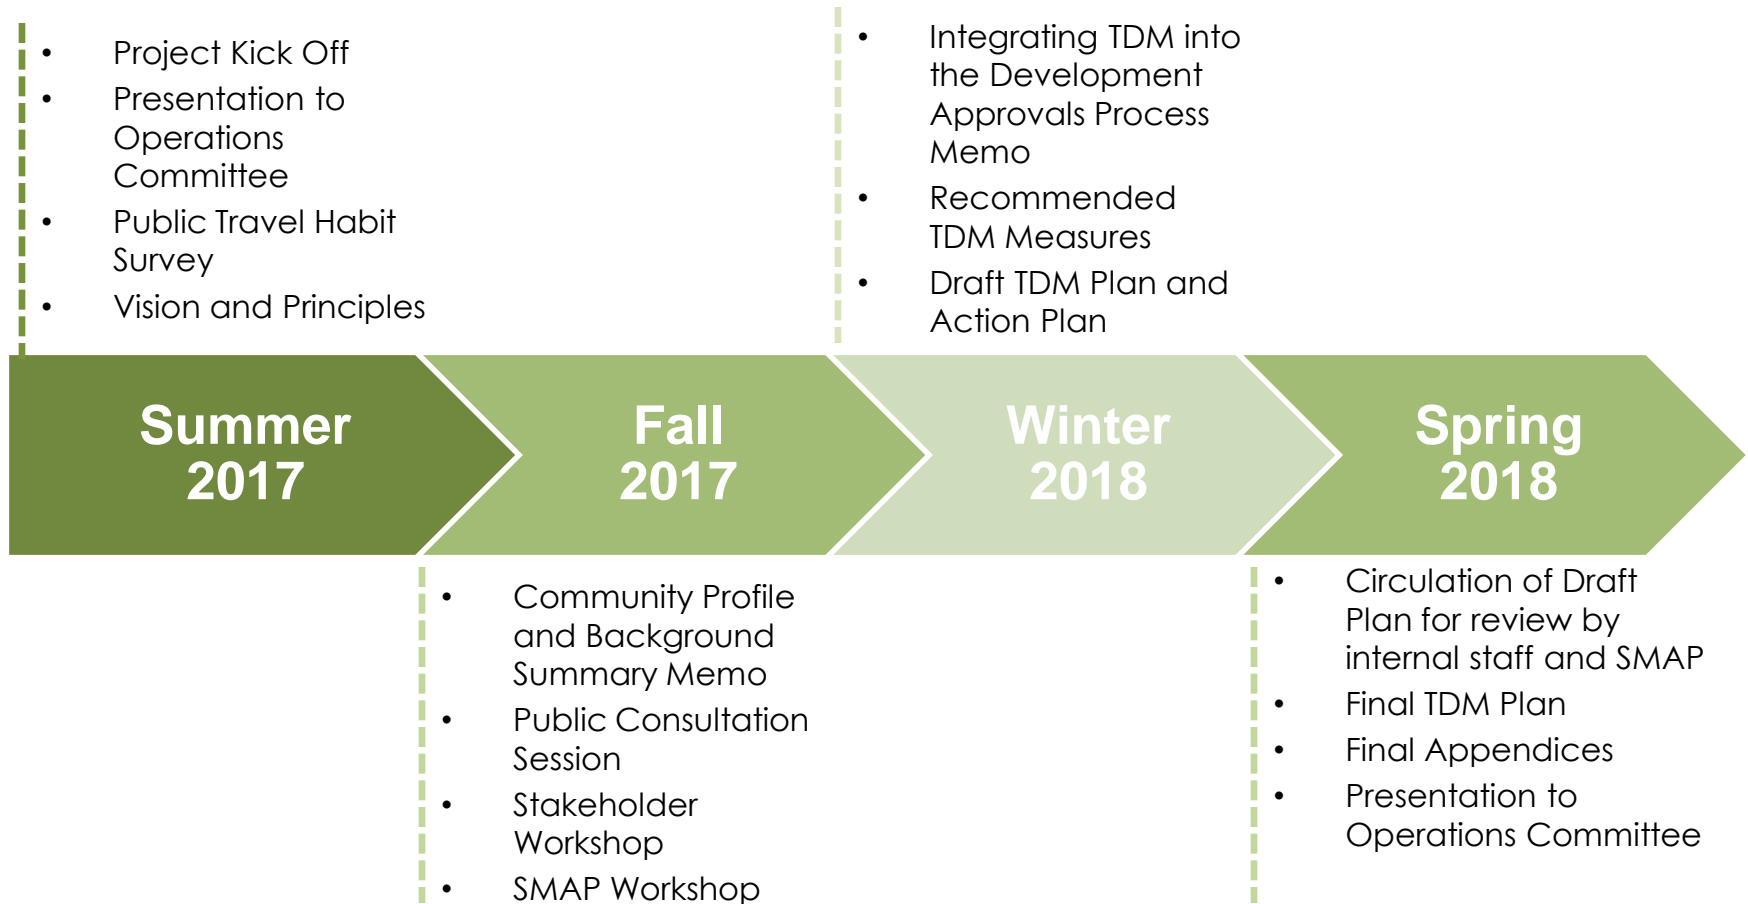 • Project Kick Off
• Presentation to
Operations
Committee
• Public Travel Habit
Survey
• Vision and Principles
• Integrating TDM into
the Development
Approvals Process
Memo
• Recommended
TDM Measures
• Draft TDM Plan and
Action Plan
Summer
2017
Fall
2017
Winter
2018
Spring
2018
• Community Profile
and Background
Summary Memo
• Public Consultation
Session
• Stakeholder
Workshop
• SMAP Workshop
• Circulation of Draft
Plan for review by
internal staff and SMAP
• Final TDM Plan
• Final Appendices
• Presentation to
Operations Committee